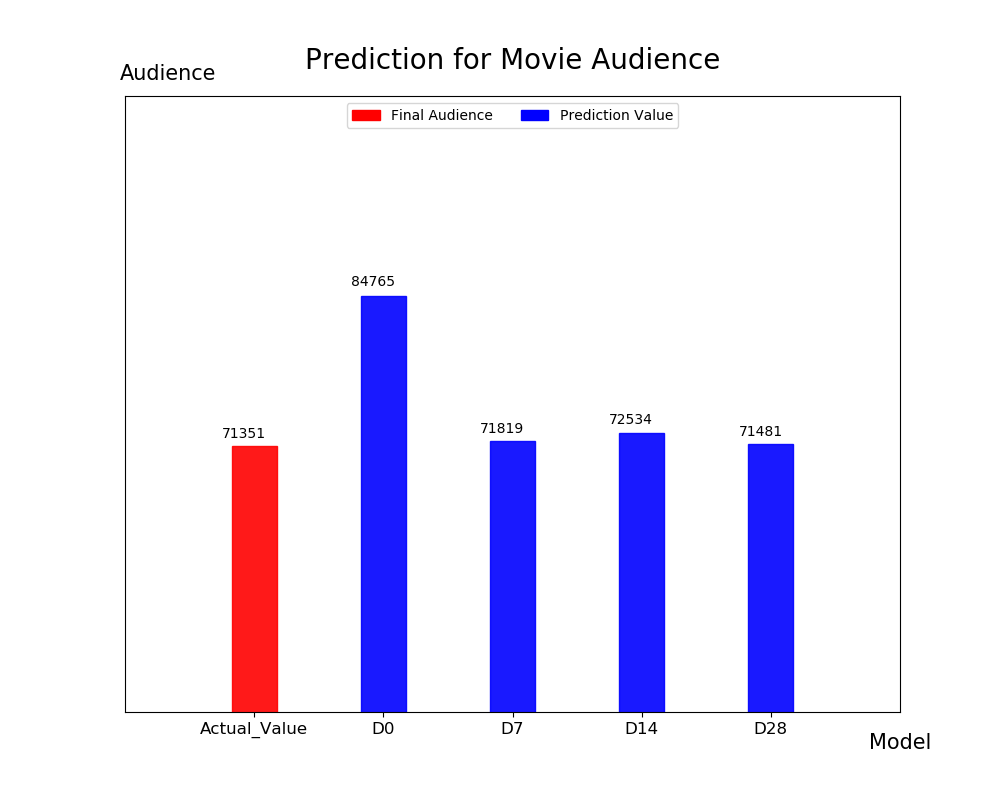 Prediction for Movie Audience
Audience
Final Audience
Prediction Value
84765
71351
71819
72534
71481
Actual_Value
D0
D7
D14
D28
Model